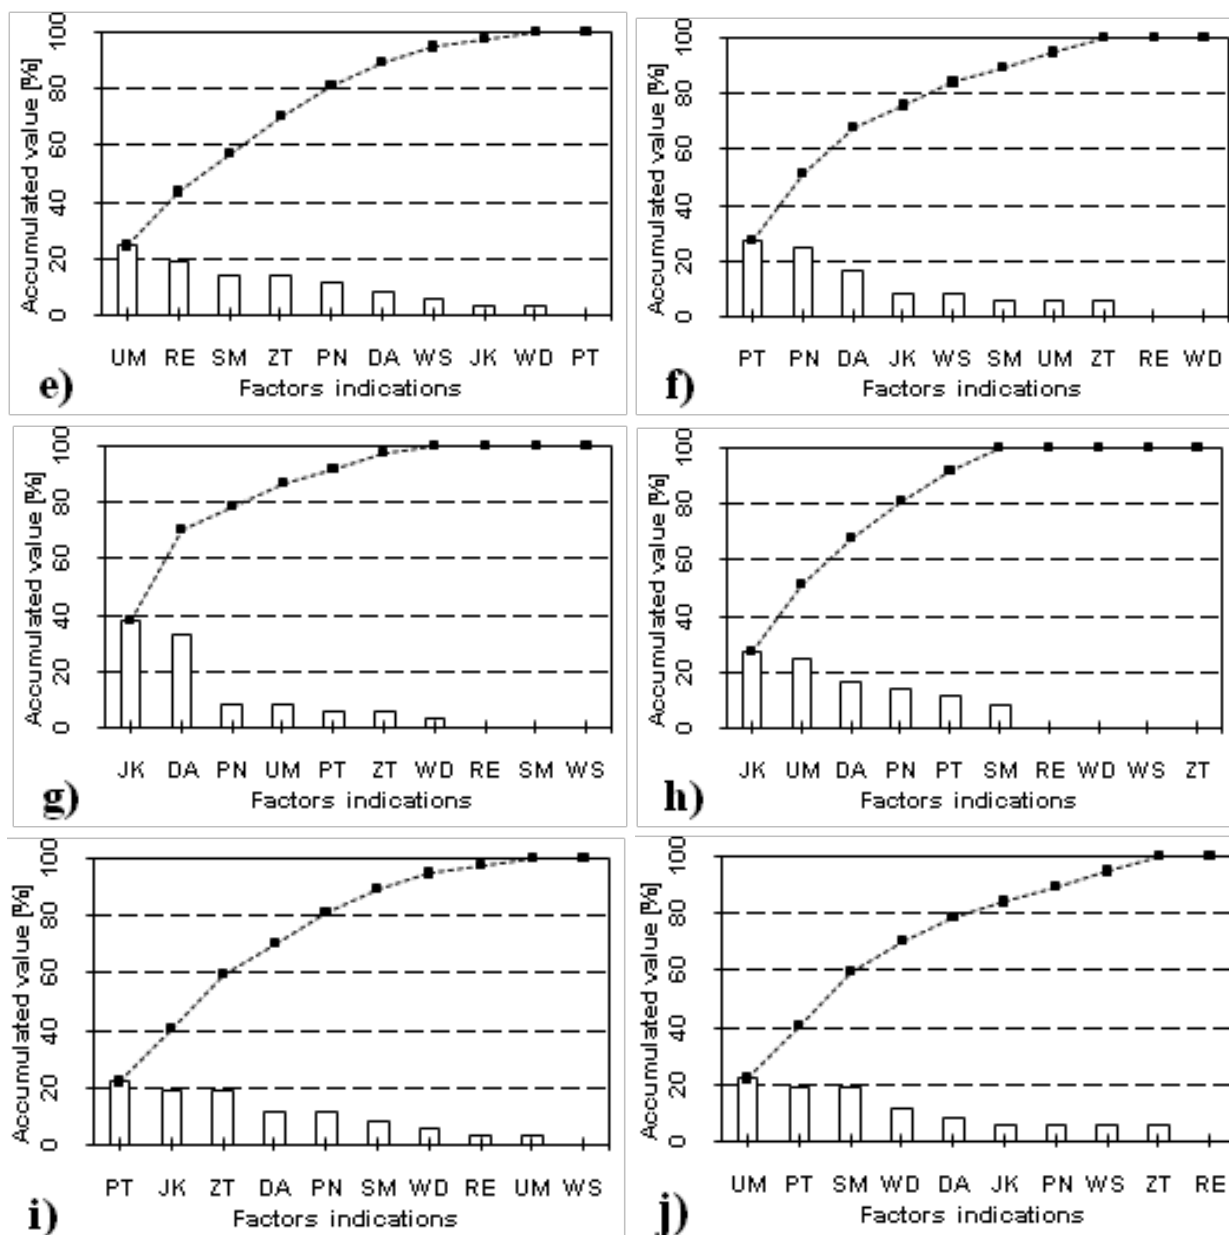 Accumulated value [%]
100
80
60
40
20
0
UM RE SM ZT PN DA WS JK WD PT
Factors indications
e)
Accumulated value [%]
100
80
60
40
20
0
PT PN DA JK WS SM UM ZT RE WD
Factors indications
f)
Accumulated value [%]
100
80
60
40
20
0
JK DA PN UM PT ZT WD RE SM WS
Factors indications
g)
Accumulated value [%]
100
80
60
40
20
0
JK UM DA PN PT SM RE WD WS ZT
Factors indications
h)
Accumulated value [%]
100
80
60
40
20
0
PT JK ZT DA PN SM WD RE UM WS
Factors indications
i)
Accumulated value [%]
100
80
60
40
20
0
UM PT SM WD DA JK PN WS ZT RE
Factors indications
j)